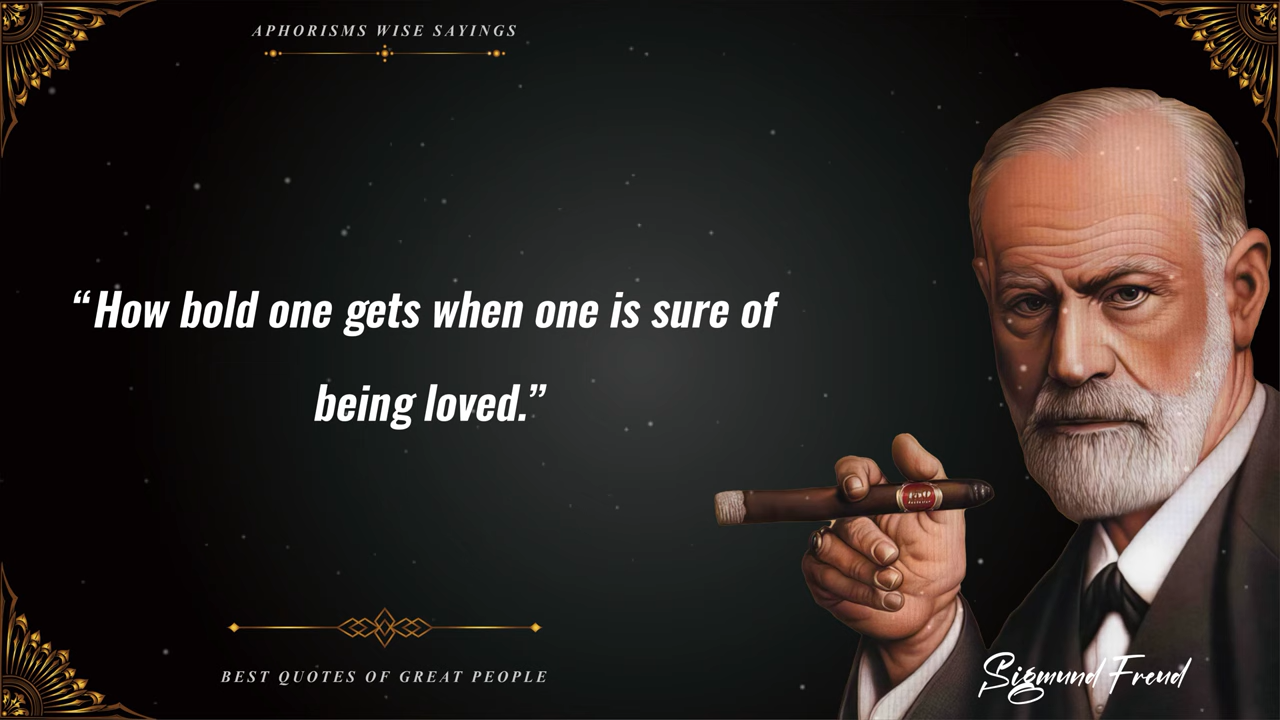 APHORISMS WISE SAYINGS
“How bold one gets when one is sure of
being loved.”
BEST QUOTES OF GREAT PEOPLE
Sigmund Freud